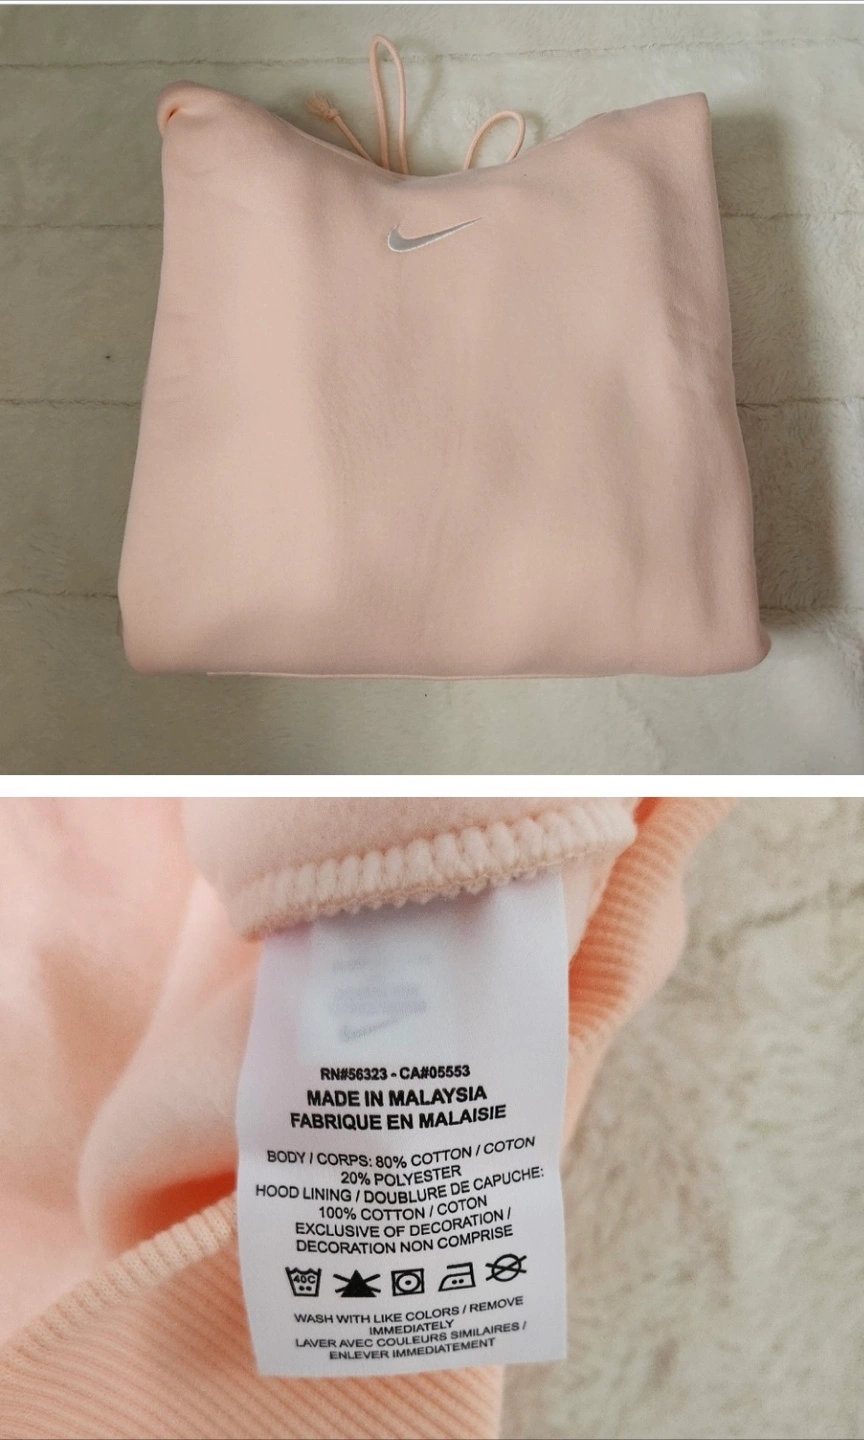 RN#56323 - CA#05553
MADE IN MALAYSIA
FABRIQUE EN MALAISIE
BODY / CORPS: 80% COTTON / COTON
20% POLYESTER
HOOD LINING / DOUBLURE DE CAPUCHE:
100% COTTON / COTON
EXCLUSIVE OF DECORATION /
DECORATION NON COMPRISE
40C
WASH WITH LIKE COLORS / REMOVE
IMMEDIATELY
LAVER AVEC COULEURS SIMILAIRES /
ENLEVER IMMEDIATEMENT